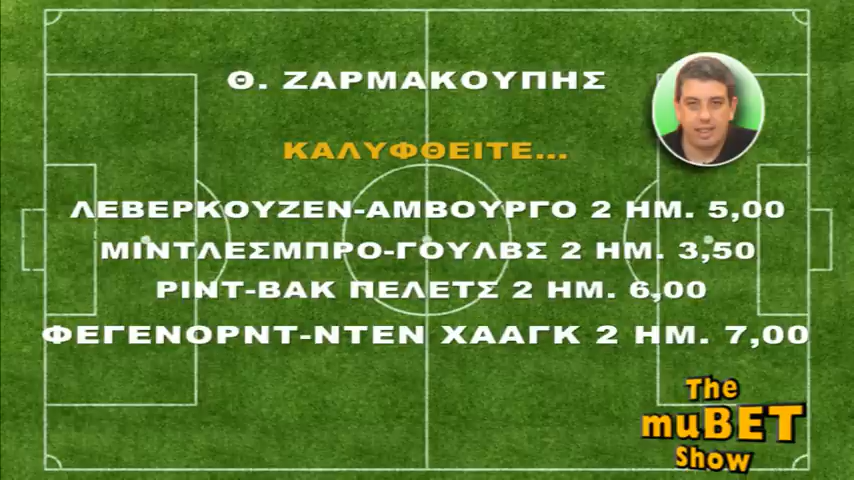 Θ. ΖΑΡΜΑΚΟΥΠΗΣ
ΚΑΛΥΦΘΕΙΤΕ...
ΛΕΒΕΡΚΟΥΖΕΝ-ΑΜΒΟΥΡΓΟ 2 ΗΜ. 5,00
ΜΙΝΤΛΕΣΜΠΡΟ-ΓΟΥΛΒΣ 2 ΗΜ. 3,50
ΡΙΝΤ-ΒΑΚ ΠΕΛΕΤΣ 2 ΗΜ. 6,00
ΦΕΓΕΝΟΡΝΤ-ΝΤΕΝ ΧΑΑΓΚ 2 ΗΜ. 7,00
The
muBET
Show